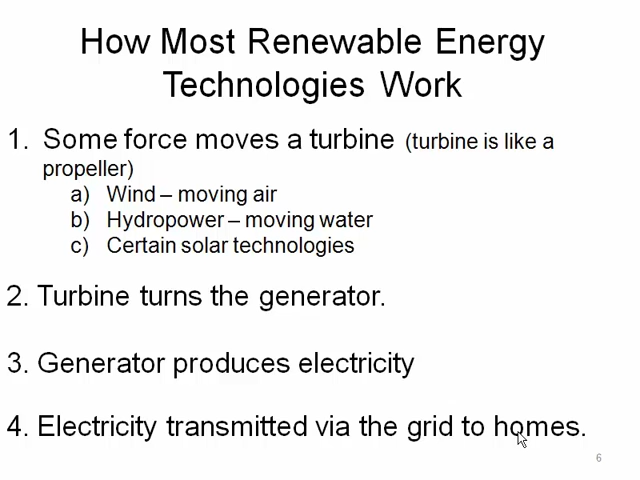 How Most Renewable Energy
Technologies Work
1. Some force moves a turbine (turbine is like a
propeller)
a) Wind – moving air
b) Hydropower – moving water
c) Certain solar technologies
2. Turbine turns the generator.
3. Generator produces electricity
4. Electricity transmitted via the grid to homes.
6